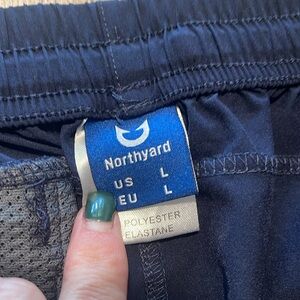 Northyard
US L
EU L
POLYESTER
ELASTANE